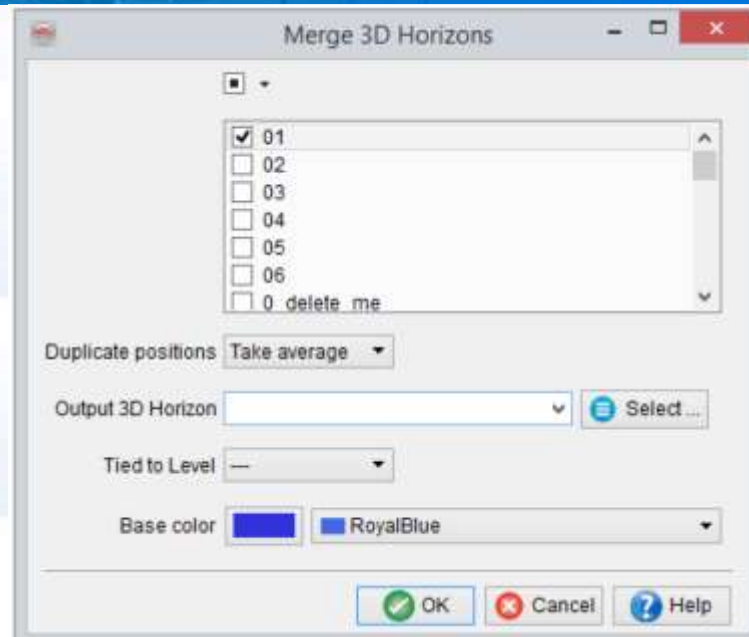 Merge 3D Horizons
01
02
03
04
05
06
0_delete_me
Duplicate positions Take average
Output 3D Horizon Select ...
Tied to Level ---
Base color RoyalBlue
OK Cancel Help